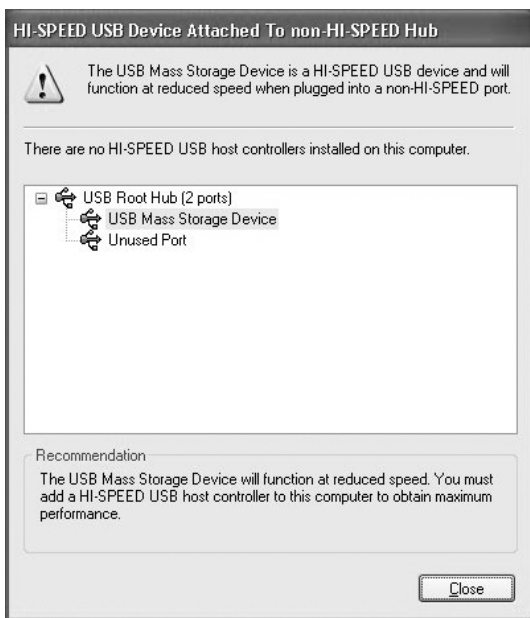 HI-SPEED USB Device Attached To non-HI-SPEED Hub
The USB Mass Storage Device is a HI-SPEED USB device and will
function at reduced speed when plugged into a non-HI-SPEED port.
There are no HI-SPEED USB host controllers installed on this computer.
USB Root Hub (2 ports)
USB Mass Storage Device
Unused Port
Recommendation
The USB Mass Storage Device will function at reduced speed. You must
add a HI-SPEED USB host controller to this computer to obtain maximum
performance.
Close